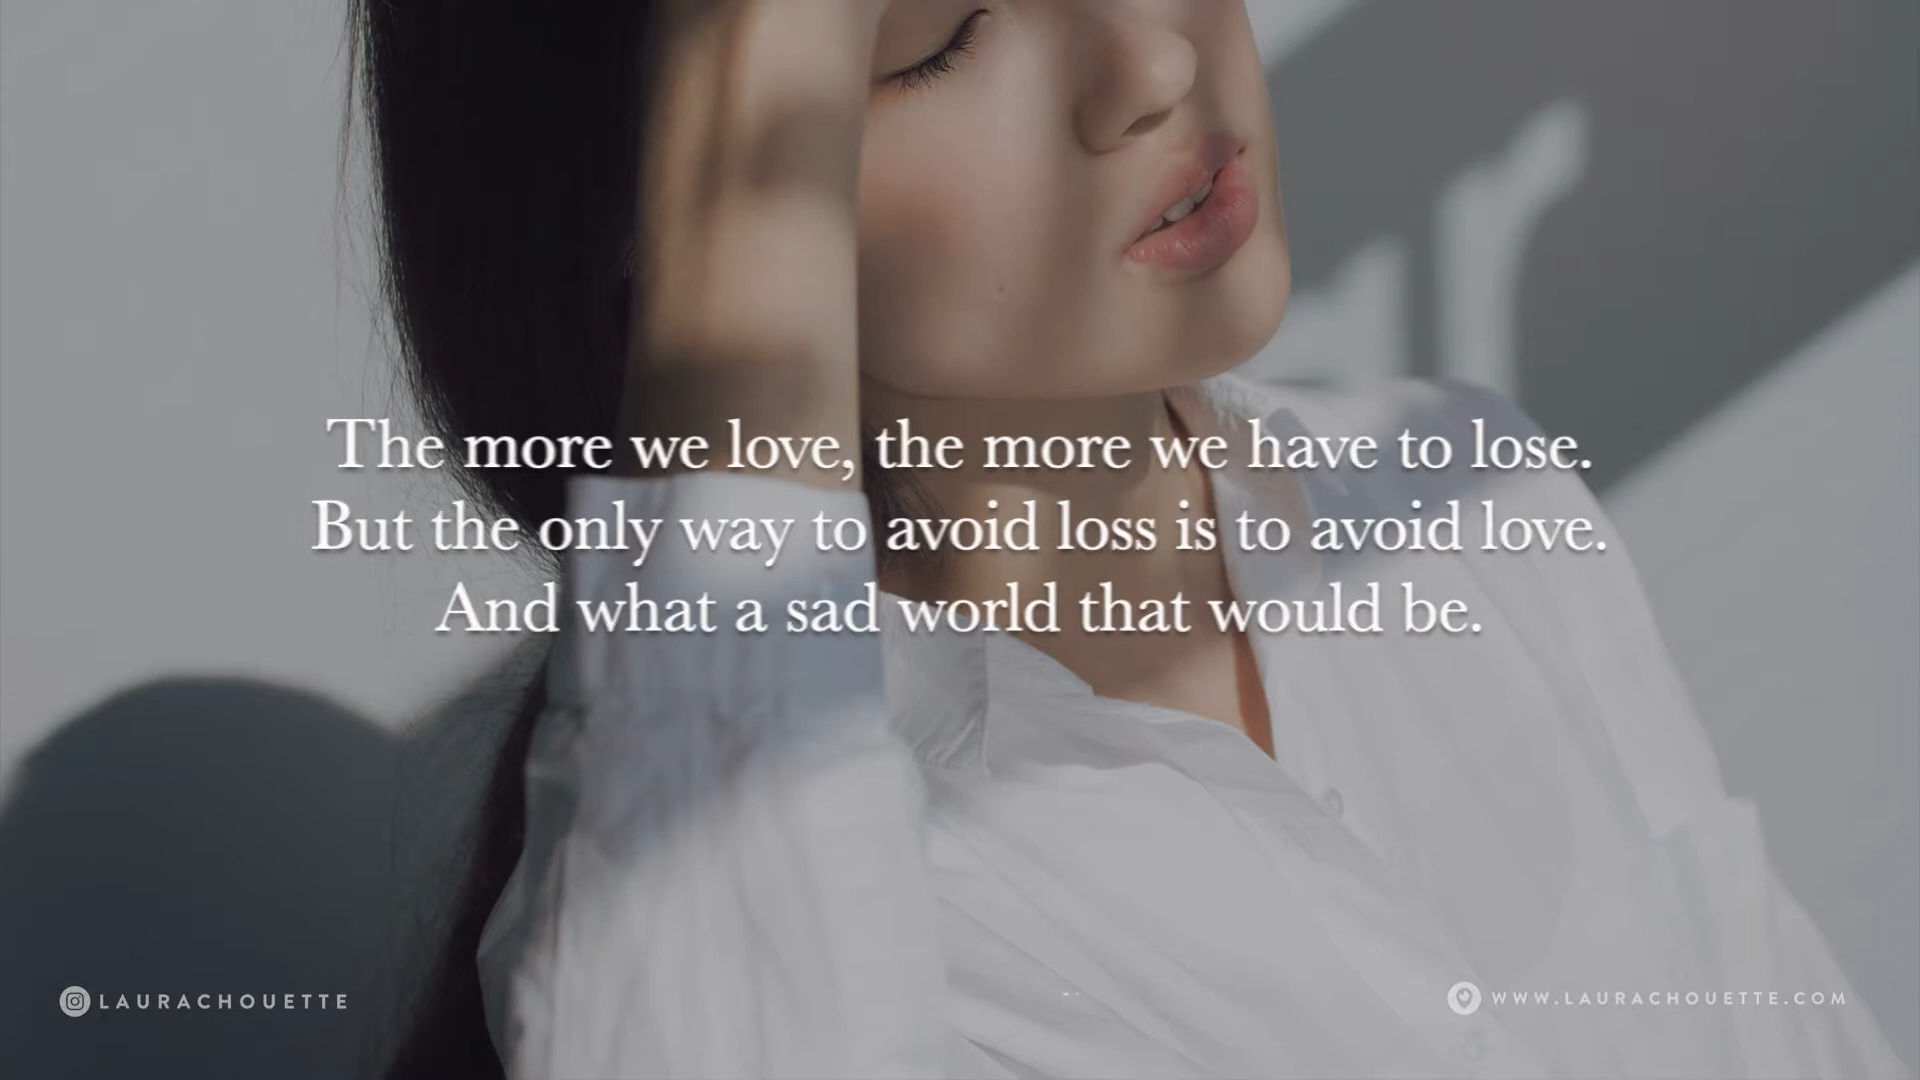 The more we love, the more we have to lose.
But the only way to avoid loss is to avoid love.
And what a sad world that would be.
LAURACHOUETTE
WWW.LAURACHOUETTE.COM